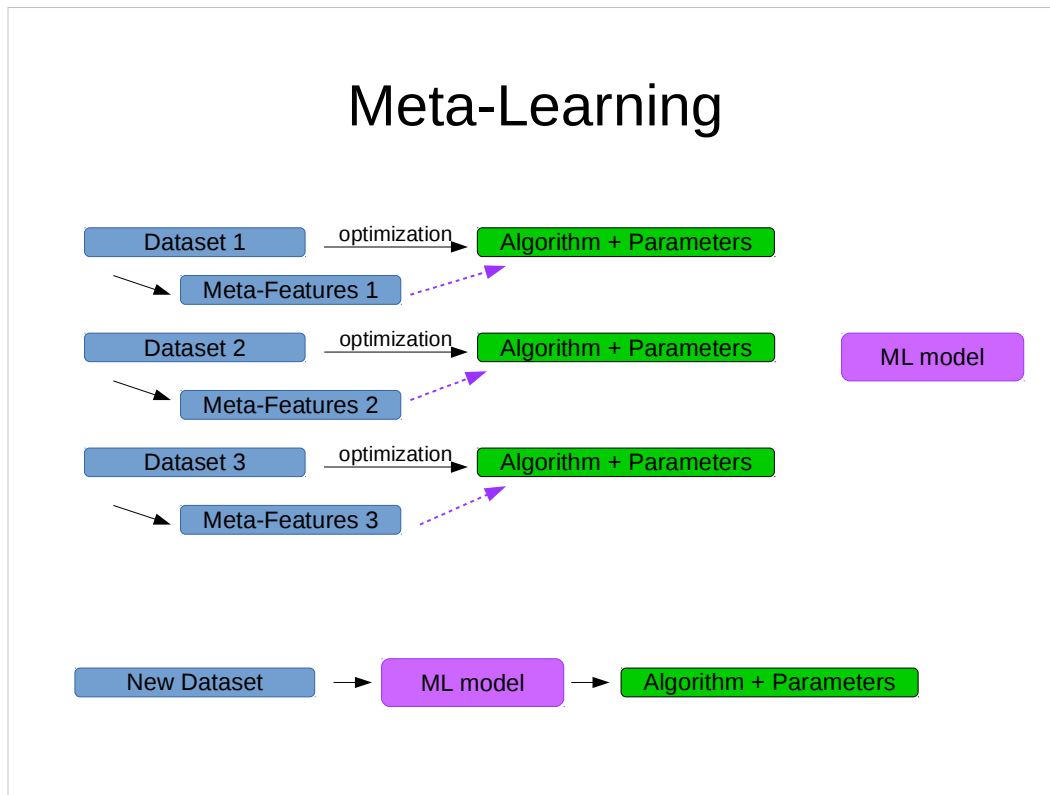 Meta-Learning
Dataset 1
optimization
Algorithm + Parameters
Meta-Features 1
Dataset 2
optimization
Algorithm + Parameters
ML model
Meta-Features 2
Dataset 3
optimization
Algorithm + Parameters
Meta-Features 3
New Dataset
ML model
Algorithm + Parameters